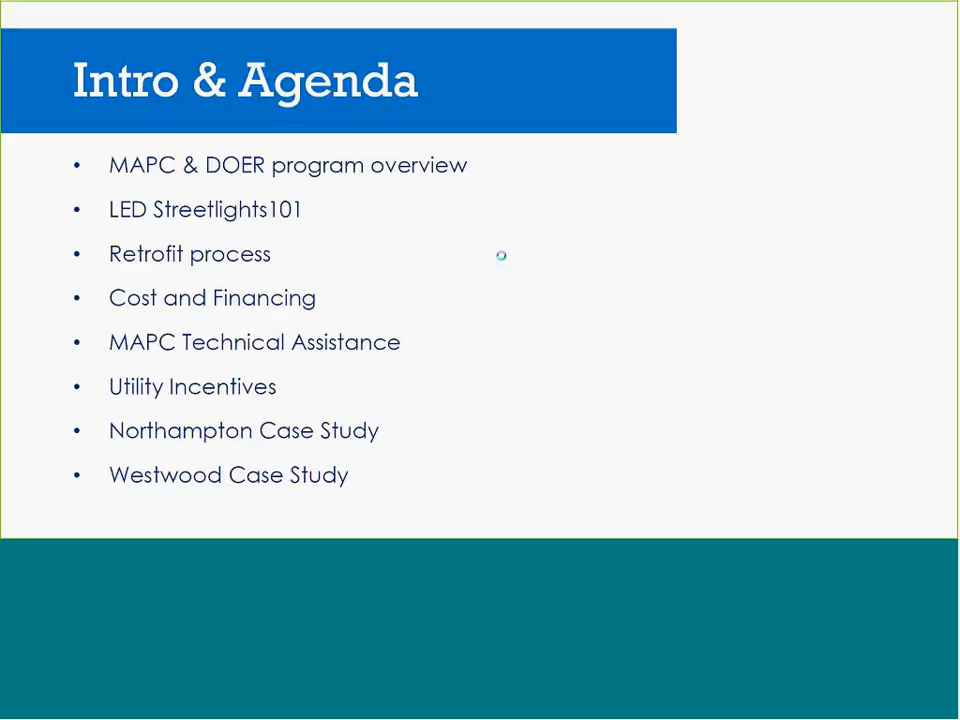 Intro & Agenda
• MAPC & DOER program overview
• LED Streetlights101
• Retrofit process
• Cost and Financing
• MAPC Technical Assistance
• Utility Incentives
• Northampton Case Study
• Westwood Case Study